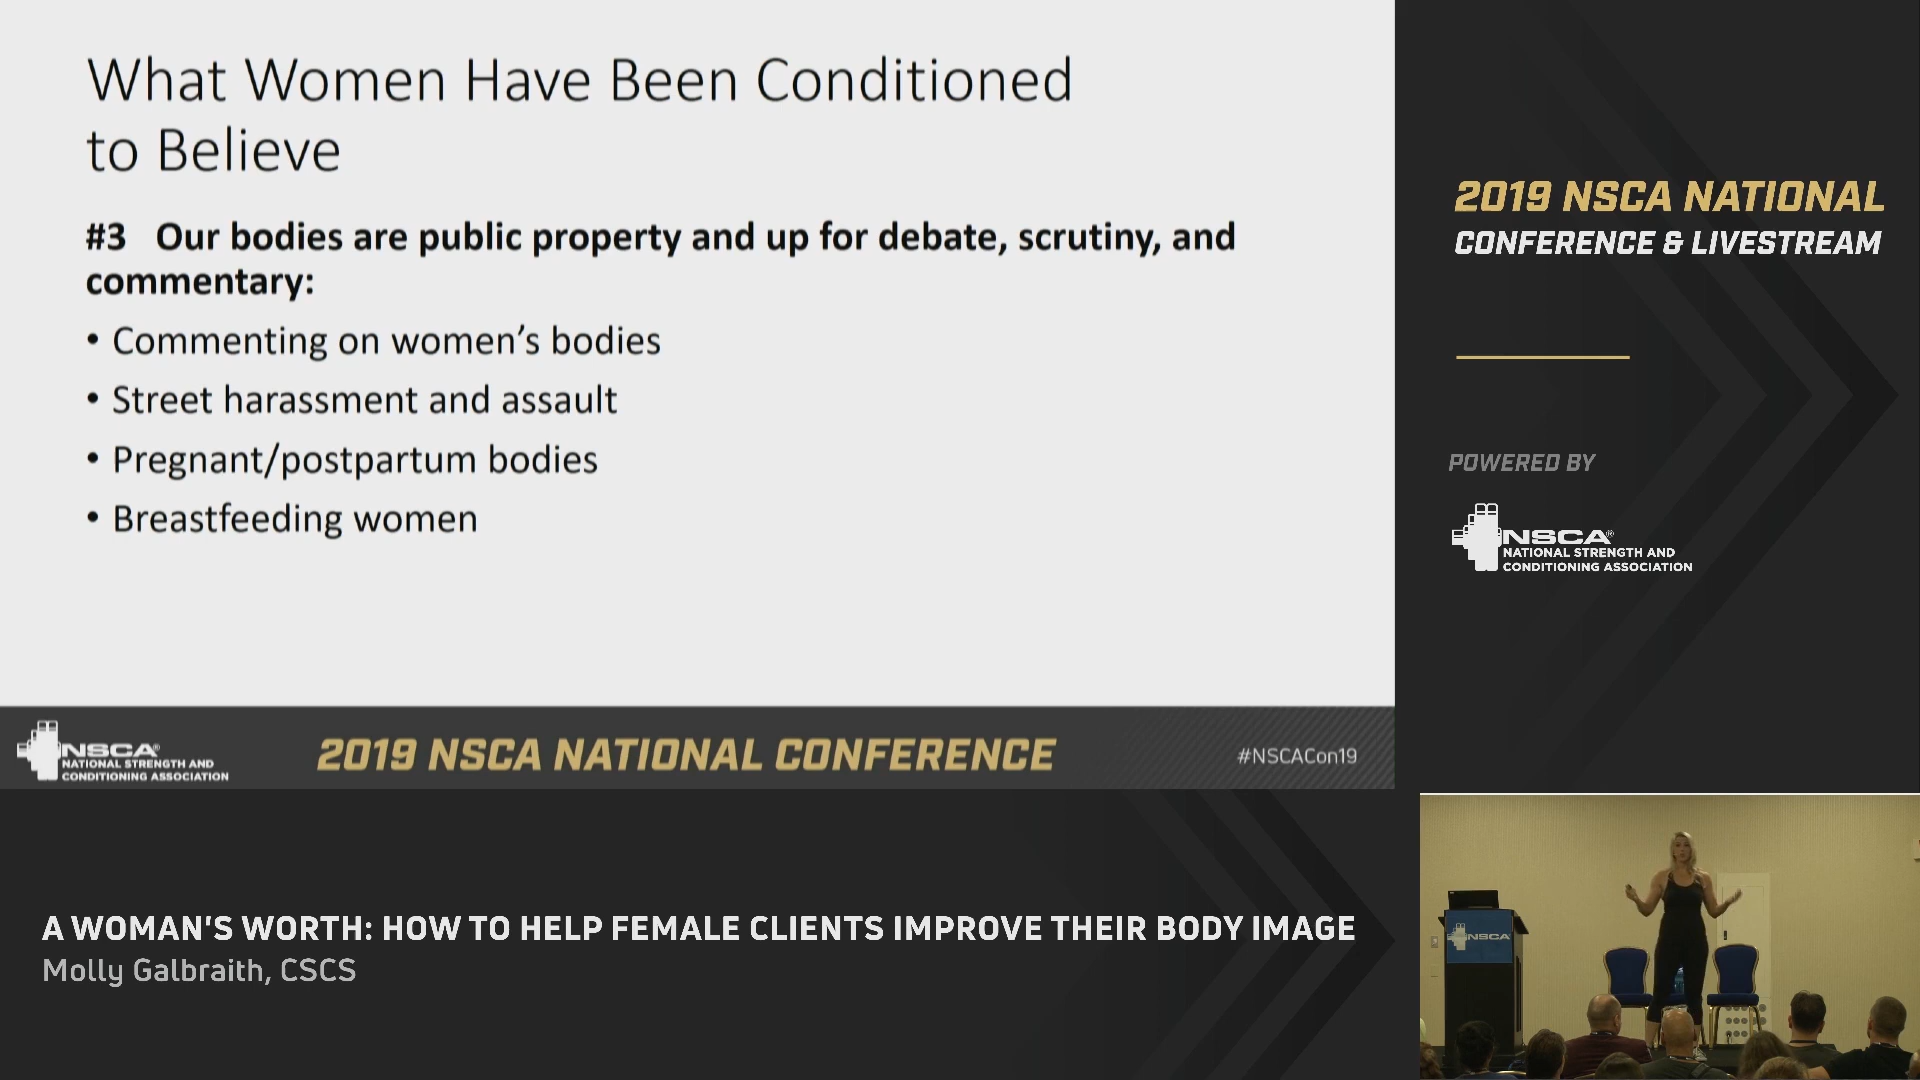 What Women Have Been Conditioned
to Believe
#3 Our bodies are public property and up for debate, scrutiny, and
commentary:
• Commenting on women’s bodies
• Street harassment and assault
• Pregnant/postpartum bodies
• Breastfeeding women
NSCA®
NATIONAL STRENGTH AND
CONDITIONING ASSOCIATION
2019 NSCA NATIONAL CONFERENCE
#NSCACon19
2019 NSCA NATIONAL
CONFERENCE & LIVESTREAM
POWERED BY
NSCA®
NATIONAL STRENGTH AND
CONDITIONING ASSOCIATION
A WOMAN'S WORTH: HOW TO HELP FEMALE CLIENTS IMPROVE THEIR BODY IMAGE
Molly Galbraith, CSCS
NSCA